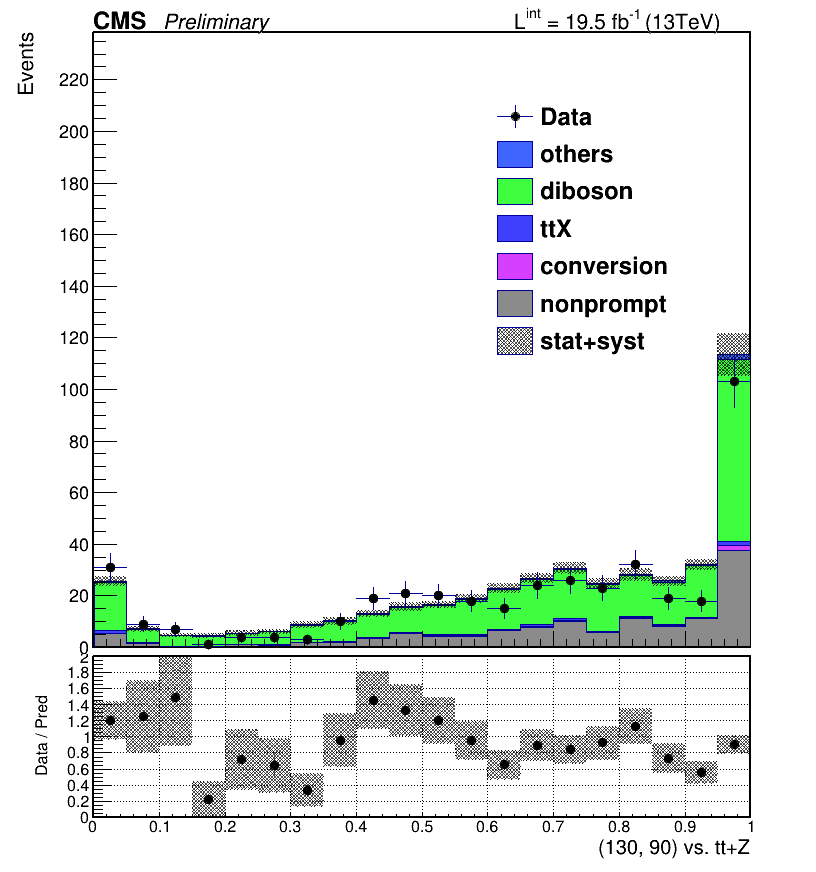 CMS Preliminary L^int = 19.5 fb^-1 (13TeV)
Events
220
200
180
160
140
120
100
80
60
40
20
0
Data
others
diboson
ttX
conversion
nonprompt
stat+syst
Data / Pred
2
1.8
1.6
1.4
1.2
1
0.8
0.6
0.4
0.2
0
0 0.1 0.2 0.3 0.4 0.5 0.6 0.7 0.8 0.9 1
(130, 90) vs. tt+Z